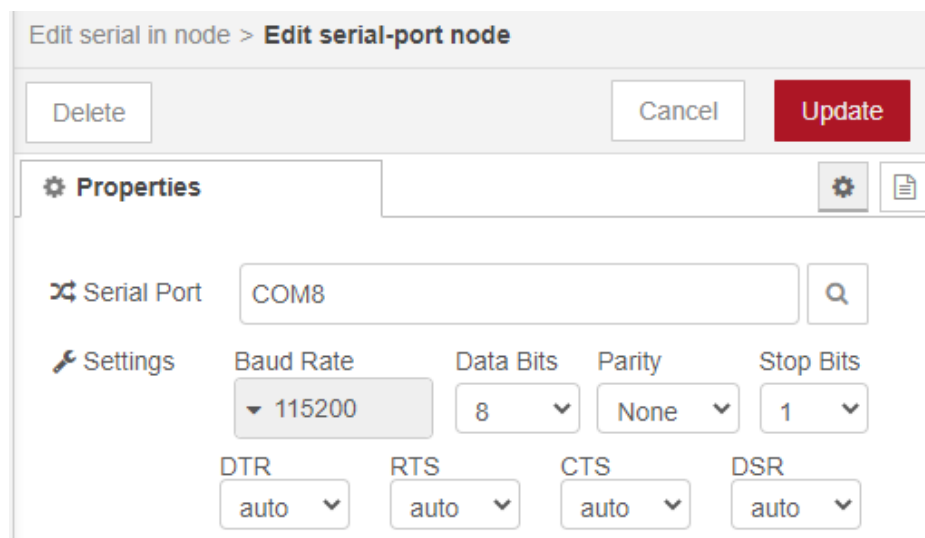 Edit serial in node > Edit serial-port node
Delete Cancel Update
Properties
Serial Port COM8
Settings Baud Rate Data Bits Parity Stop Bits
115200 8 None 1
DTR RTS CTS DSR
auto auto auto auto